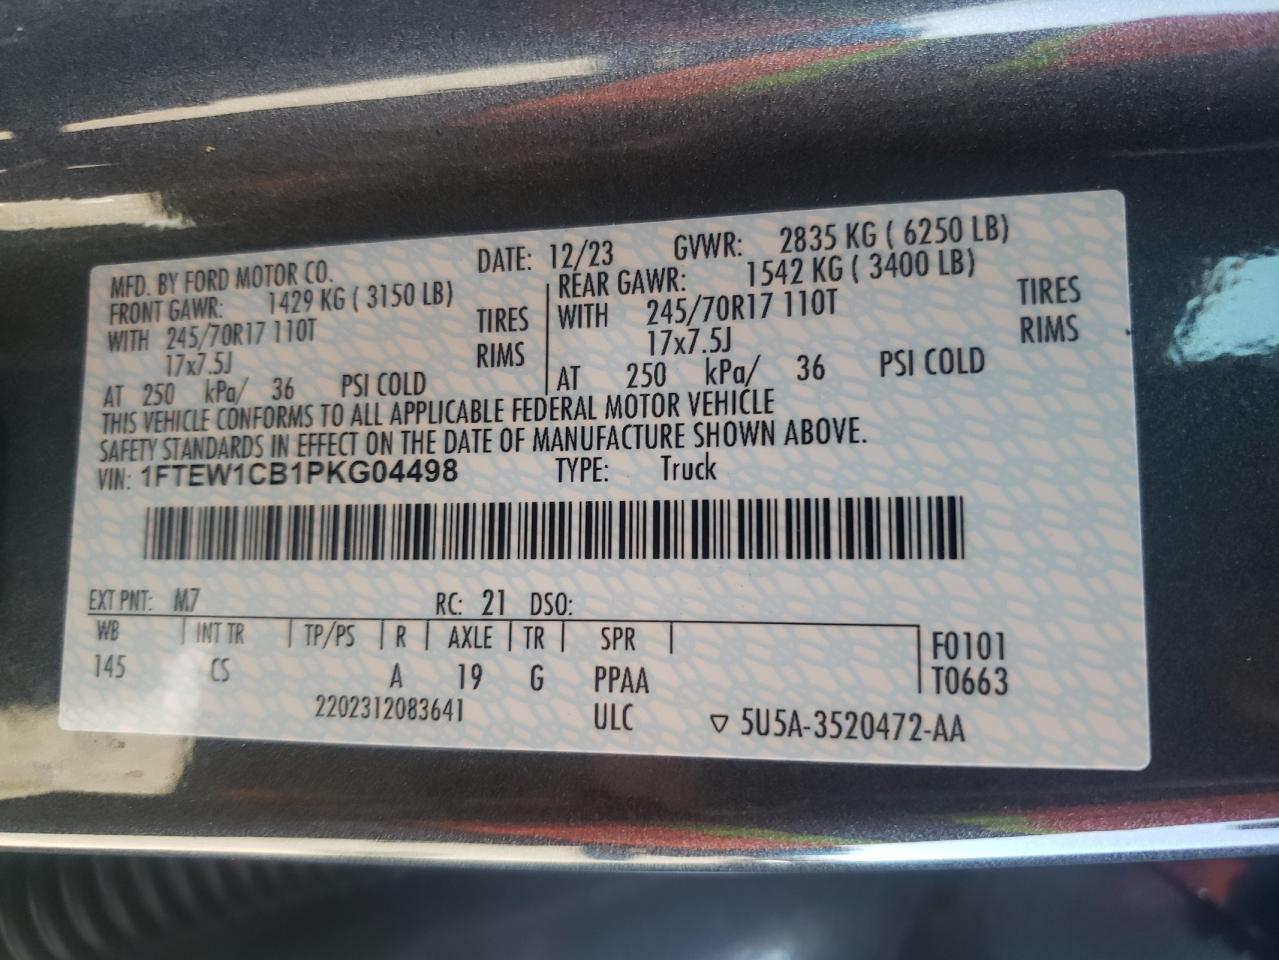 MFD. BY FORD MOTOR CO. DATE: 12/23 GVWR: 2835 KG ( 6250 LB)
FRONT GAWR: 1429 KG ( 3150 LB) REAR GAWR: 1542 KG ( 3400 LB)
WITH 245/70R17 110T TIRES WITH 245/70R17 110T TIRES
17x7.5J RIMS 17x7.5J RIMS
AT 250 kPa/ 36 PSI COLD AT 250 kPa/ 36 PSI COLD
THIS VEHICLE CONFORMS TO ALL APPLICABLE FEDERAL MOTOR VEHICLE
SAFETY STANDARDS IN EFFECT ON THE DATE OF MANUFACTURE SHOWN ABOVE.
VIN: 1FTEW1CB1PKG04498 TYPE: Truck
EXT PNT: M7 RC: 21 DSO:
WB INT TR TP/PS R AXLE TR SPR F0101
145 CS A 19 G PPAA T0663
2202312083641 ULC ▽ 5U5A-3520472-AA